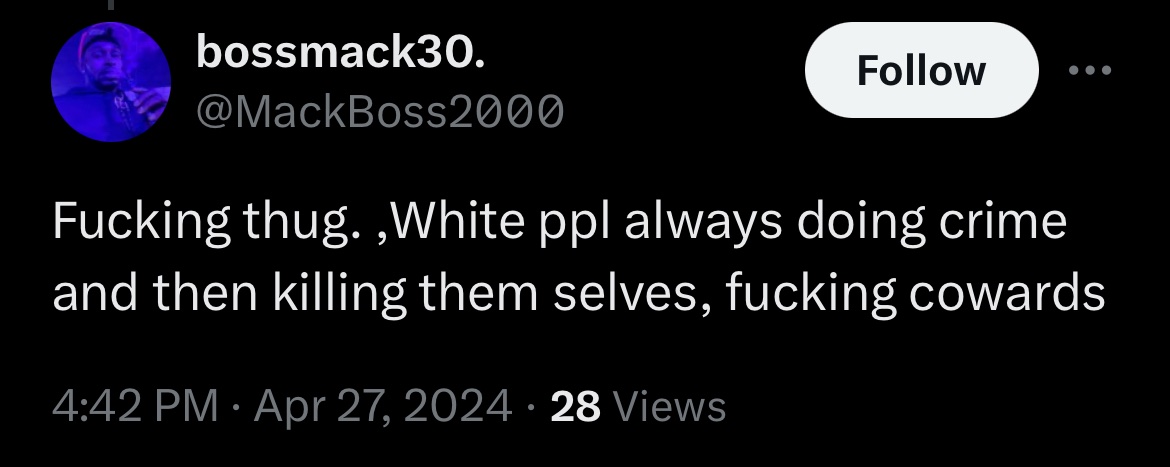 bossmack30.
@MackBoss2000
Follow
Fucking thug. ,White ppl always doing crime
and then killing them selves, fucking cowards
4:42 PM · Apr 27, 2024 · 28 Views